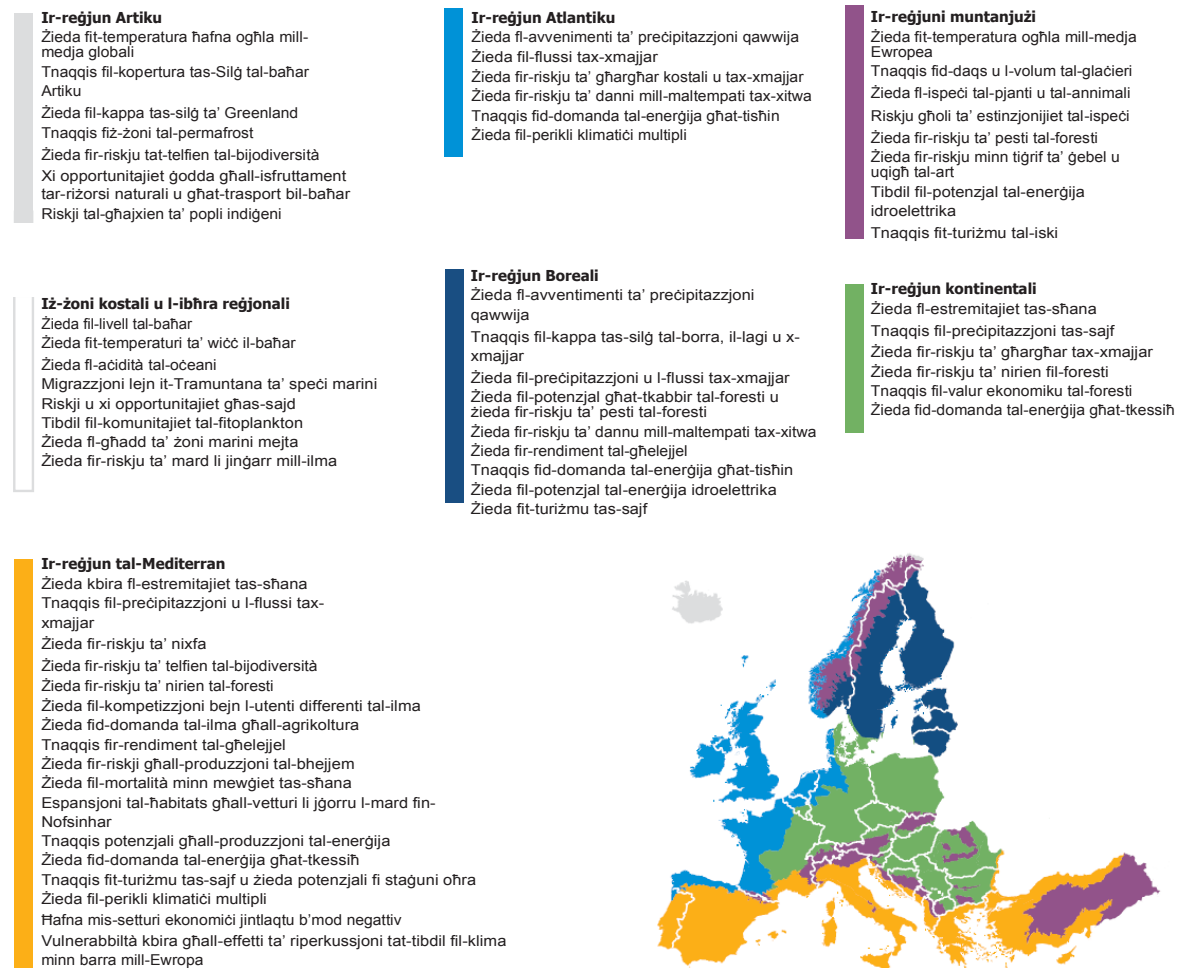 Ir-reġjun Artiku
Żieda fit-temperatura ħafna ogħla mill-
medja globali
Tnaqqis fil-kopertura tas-Silġ tal-baħar
Artiku
Żieda fil-kappa tas-silġ ta' Greenland
Tnaqqis fiż-żoni tal-permafrost
Żieda fir-riskju tat-telfien tal-bijodiversità
Xi opportunitajiet ġodda għall-isfruttament
tar-riżorsi naturali u għat-trasport bil-baħar
Riskji tal-għajxien ta' popli indiġeni
Ir-reġjun Atlantiku
Żieda fl-avvenimenti ta' preċipitazzjoni qawwija
Żieda fil-flussi tax-xmajjar
Żieda fir-riskju ta' għargħar kostali u tax-xmajjar
Żieda fir-riskju ta' danni mill-maltempati tax-xitwa
Tnaqqis fid-domanda tal-enerġija għat-tisħin
Żieda fil-perikli klimatiċi multipli
Ir-reġjuni muntanjużi
Żieda fit-temperatura ogħla mill-medja
Ewropea
Tnaqqis fid-daqs u l-volum tal-glaċieri
Żieda fl-ispeċi tal-pjanti u tal-annimali
Riskju għoli ta' estinzjonijiet tal-ispeċi
Żieda fir-riskju ta' pesti tal-foresti
Żieda fir-riskju minn tiġrif ta' ġebel u
uqigħ tal-art
Tibdil fil-potenzjal tal-enerġija
idroelettrika
Tnaqqis fit-turiżmu tal-iski
Iż-żoni kostali u l-ibħra reġjonali
Żieda fil-livell tal-baħar
Żieda fit-temperaturi ta' wiċċ il-baħar
Żieda fl-aċidità tal-oċeani
Migrazzjoni lejn it-Tramuntana ta' speċi marini
Riskji u xi opportunitajiet għas-sajd
Tibdil fil-komunitajiet tal-fitoplankton
Żieda fl-għadd ta' żoni marini mejta
Żieda fir-riskju ta' mard li jinġarr mill-ilma
Ir-reġjun Boreali
Żieda fl-avventimenti ta' preċipitazzjoni
qawwija
Tnaqqis fil-kappa tas-silġ tal-borra, il-lagi u x-
xmajjar
Żieda fil-preċipitazzjoni u l-flussi tax-xmajjar
Żieda fil-potenzjal għat-tkabbir tal-foresti u
żieda fir-riskju ta' pesti tal-foresti
Żieda fir-riskju ta' dannu mill-maltempati tax-xitwa
Żieda fir-rendiment tal-għelejjel
Tnaqqis fid-domanda tal-enerġija għat-tisħin
Żieda fil-potenzjal tal-enerġija idroelettrika
Żieda fit-turiżmu tas-sajf
Ir-reġjun kontinentali
Żieda fl-estremitajiet tas-sħana
Tnaqqis fil-preċipitazzjoni tas-sajf
Żieda fir-riskju ta' għargħar tax-xmajjar
Żieda fir-riskju ta' nirien fil-foresti
Tnaqqis fil-valur ekonomiku tal-foresti
Żieda fid-domanda tal-enerġija għat-tkessiħ
Ir-reġjun tal-Mediterran
Żieda kbira fl-estremitajiet tas-sħana
Tnaqqis fil-preċipitazzjoni u l-flussi tax-
xmajjar
Żieda fir-riskju ta' nixfa
Żieda fir-riskju ta' telfien tal-bijodiversità
Żieda fir-riskju ta' nirien tal-foresti
Żieda fil-kompetizzjoni bejn l-utenti differenti tal-ilma
Żieda fid-domanda tal-ilma għall-agrikoltura
Tnaqqis fir-rendiment tal-għelejjel
Żieda fir-riskji għall-produzzjoni tal-bhejjem
Żieda fil-mortalità minn mewġiet tas-sħana
Espansjoni tal-ħabitats għall-vetturi li jġorru l-mard fin-
Nofsinhar
Tnaqqis potenzjali għall-produzzjoni tal-enerġija
Żieda fid-domanda tal-enerġija għat-tkessiħ
Tnaqqis fit-turiżmu tas-sajf u żieda potenzjali fi staġuni oħra
Żieda fil-perikli klimatiċi multipli
Ħafna mis-setturi ekonomiċi jintlaqtu b'mod negattiv
Vulnerabbiltà kbira għall-effetti ta' riperkussjoni tat-tibdil fil-klima
minn barra mill-Ewropa